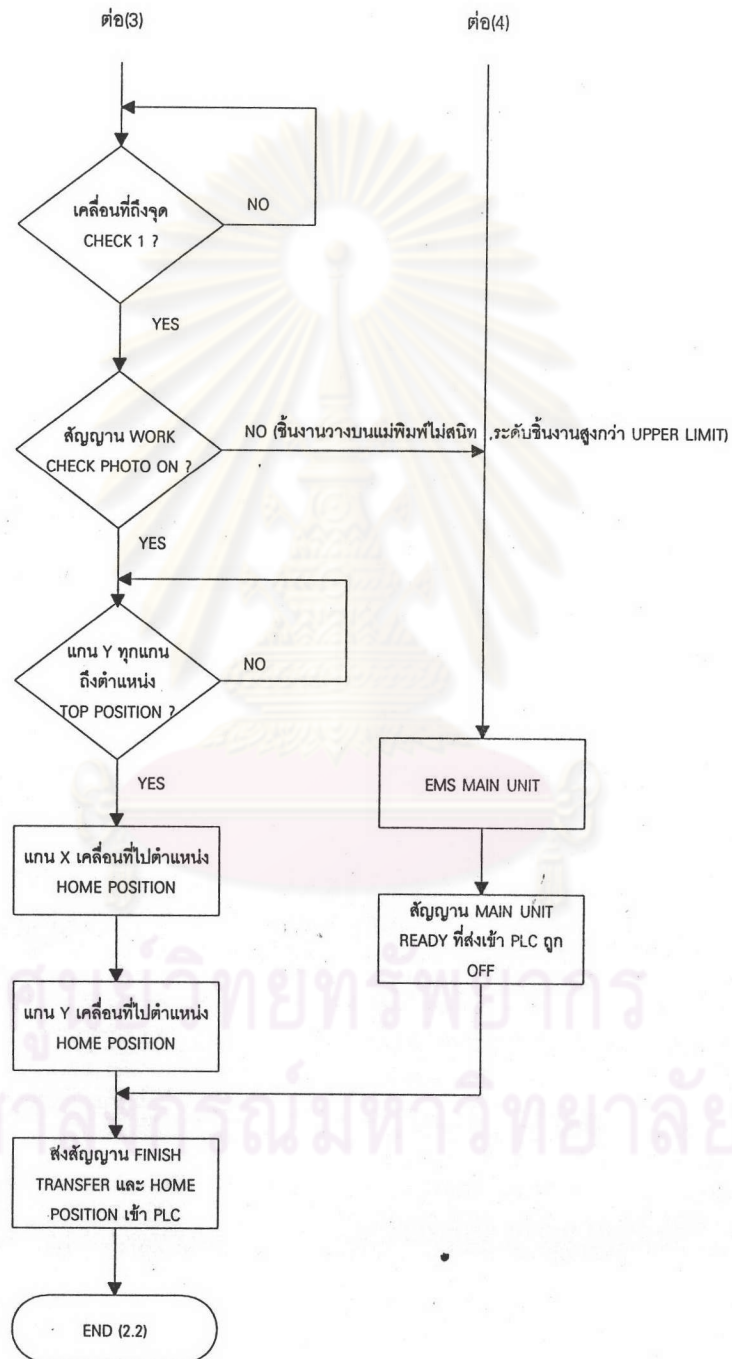 ต่อ(3)
ต่อ(4)
เคลื่อนที่ถึงจุด
CHECK 1 ?
NO
YES
สัญญาน WORK
CHECK PHOTO ON ?
NO (ชิ้นงานวางบนแม่พิมพ์ไม่สนิท ,ระดับชิ้นงานสูงกว่า UPPER LIMIT)
YES
แกน Y ทุกแกน
ถึงตำแหน่ง
TOP POSITION ?
NO
YES
EMS MAIN UNIT
แกน X เคลื่อนที่ไปตำแหน่ง
HOME POSITION
สัญญาน MAIN UNIT
READY ที่ส่งเข้า PLC ถูก
OFF
แกน Y เคลื่อนที่ไปตำแหน่ง
HOME POSITION
ส่งสัญญาน FINISH
TRANSFER และ HOME
POSITION เข้า PLC
END (2.2)
ศูนย์วิทยทรัพยากร
จุฬาลงกรณ์มหาวิทยาลัย